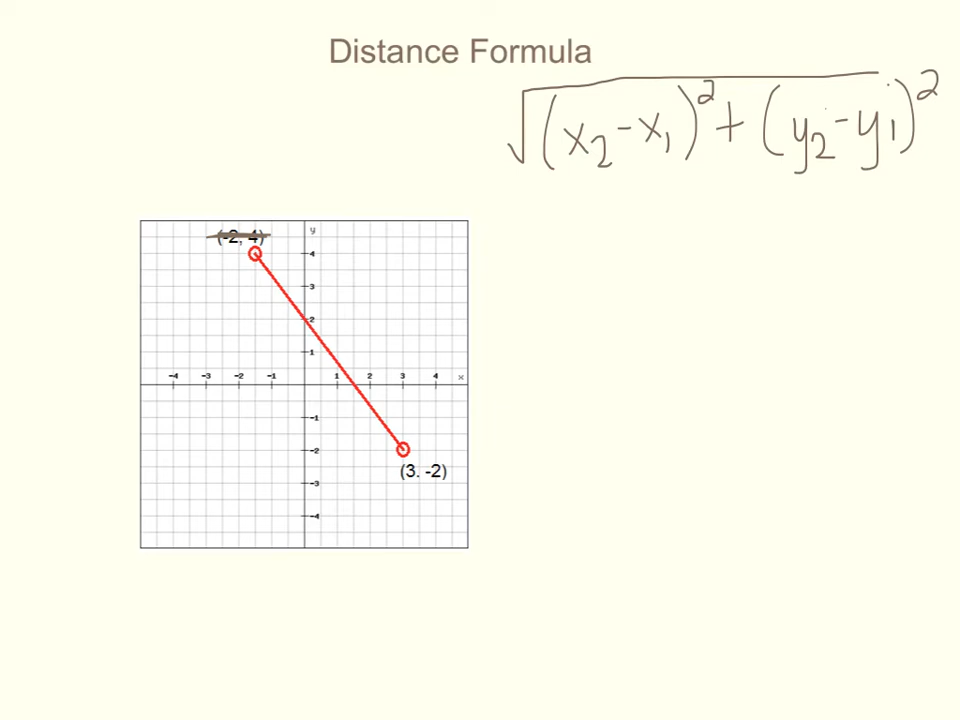 Distance Formula
√(x₂-x₁)²+(y₂-y₁)²
(-2, 4)
y
4
3
2
1
-4 -3 -2 -1 1 2 3 4 x
-1
-2
-3
-4
(3. -2)